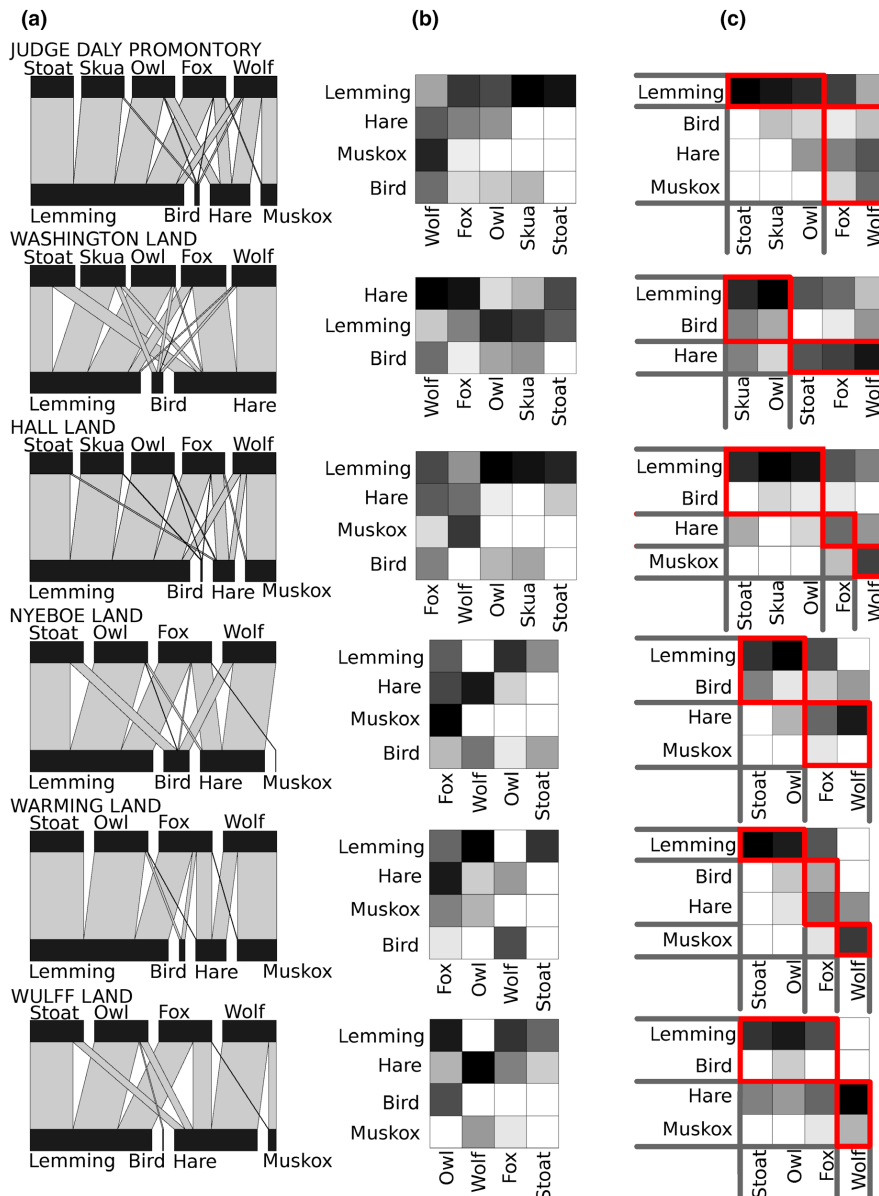 (a) (b) (c)
JUDGE DALY PROMONTORY
Stoat Skua Owl Fox Wolf
Lemming Bird Hare Muskox
Lemming
Hare
Muskox
Bird
Wolf Fox Owl Skua Stoat
Lemming
Bird
Hare
Muskox
Stoat Skua Owl Fox Wolf
WASHINGTON LAND
Stoat Skua Owl Fox Wolf
Lemming Bird Hare
Hare
Lemming
Bird
Wolf Fox Owl Skua Stoat
Lemming
Bird
Hare
Skua Owl Stoat Fox Wolf
HALL LAND
Stoat Skua Owl Fox Wolf
Lemming Bird Hare Muskox
Lemming
Hare
Muskox
Bird
Fox Wolf Owl Skua Stoat
Lemming
Bird
Hare
Muskox
Stoat Skua Owl Fox Wolf
NYEBOE LAND
Stoat Owl Fox Wolf
Lemming Bird Hare Muskox
Lemming
Hare
Muskox
Bird
Fox Wolf Owl Stoat
Lemming
Bird
Hare
Muskox
Stoat Owl Fox Wolf
WARMING LAND
Stoat Owl Fox Wolf
Lemming Bird Hare Muskox
Lemming
Hare
Muskox
Bird
Fox Owl Wolf Stoat
Lemming
Bird
Hare
Muskox
Stoat Owl Fox Wolf
WULFF LAND
Stoat Owl Fox Wolf
Lemming Bird Hare Muskox
Lemming
Hare
Bird
Muskox
Owl Wolf Fox Stoat
Lemming
Bird
Hare
Muskox
Stoat Owl Fox Wolf